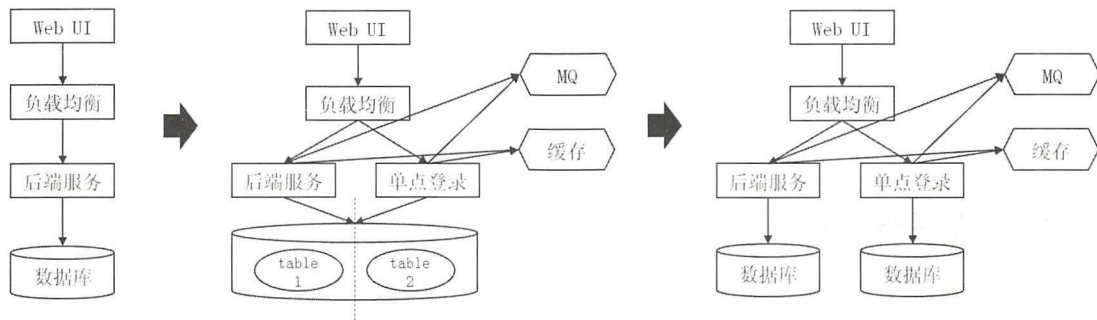 Web UI
负载均衡
后端服务
数据库
Web UI
MQ
负载均衡
缓存
后端服务
单点登录
table
1
table
2
Web UI
MQ
负载均衡
缓存
后端服务
单点登录
数据库
数据库